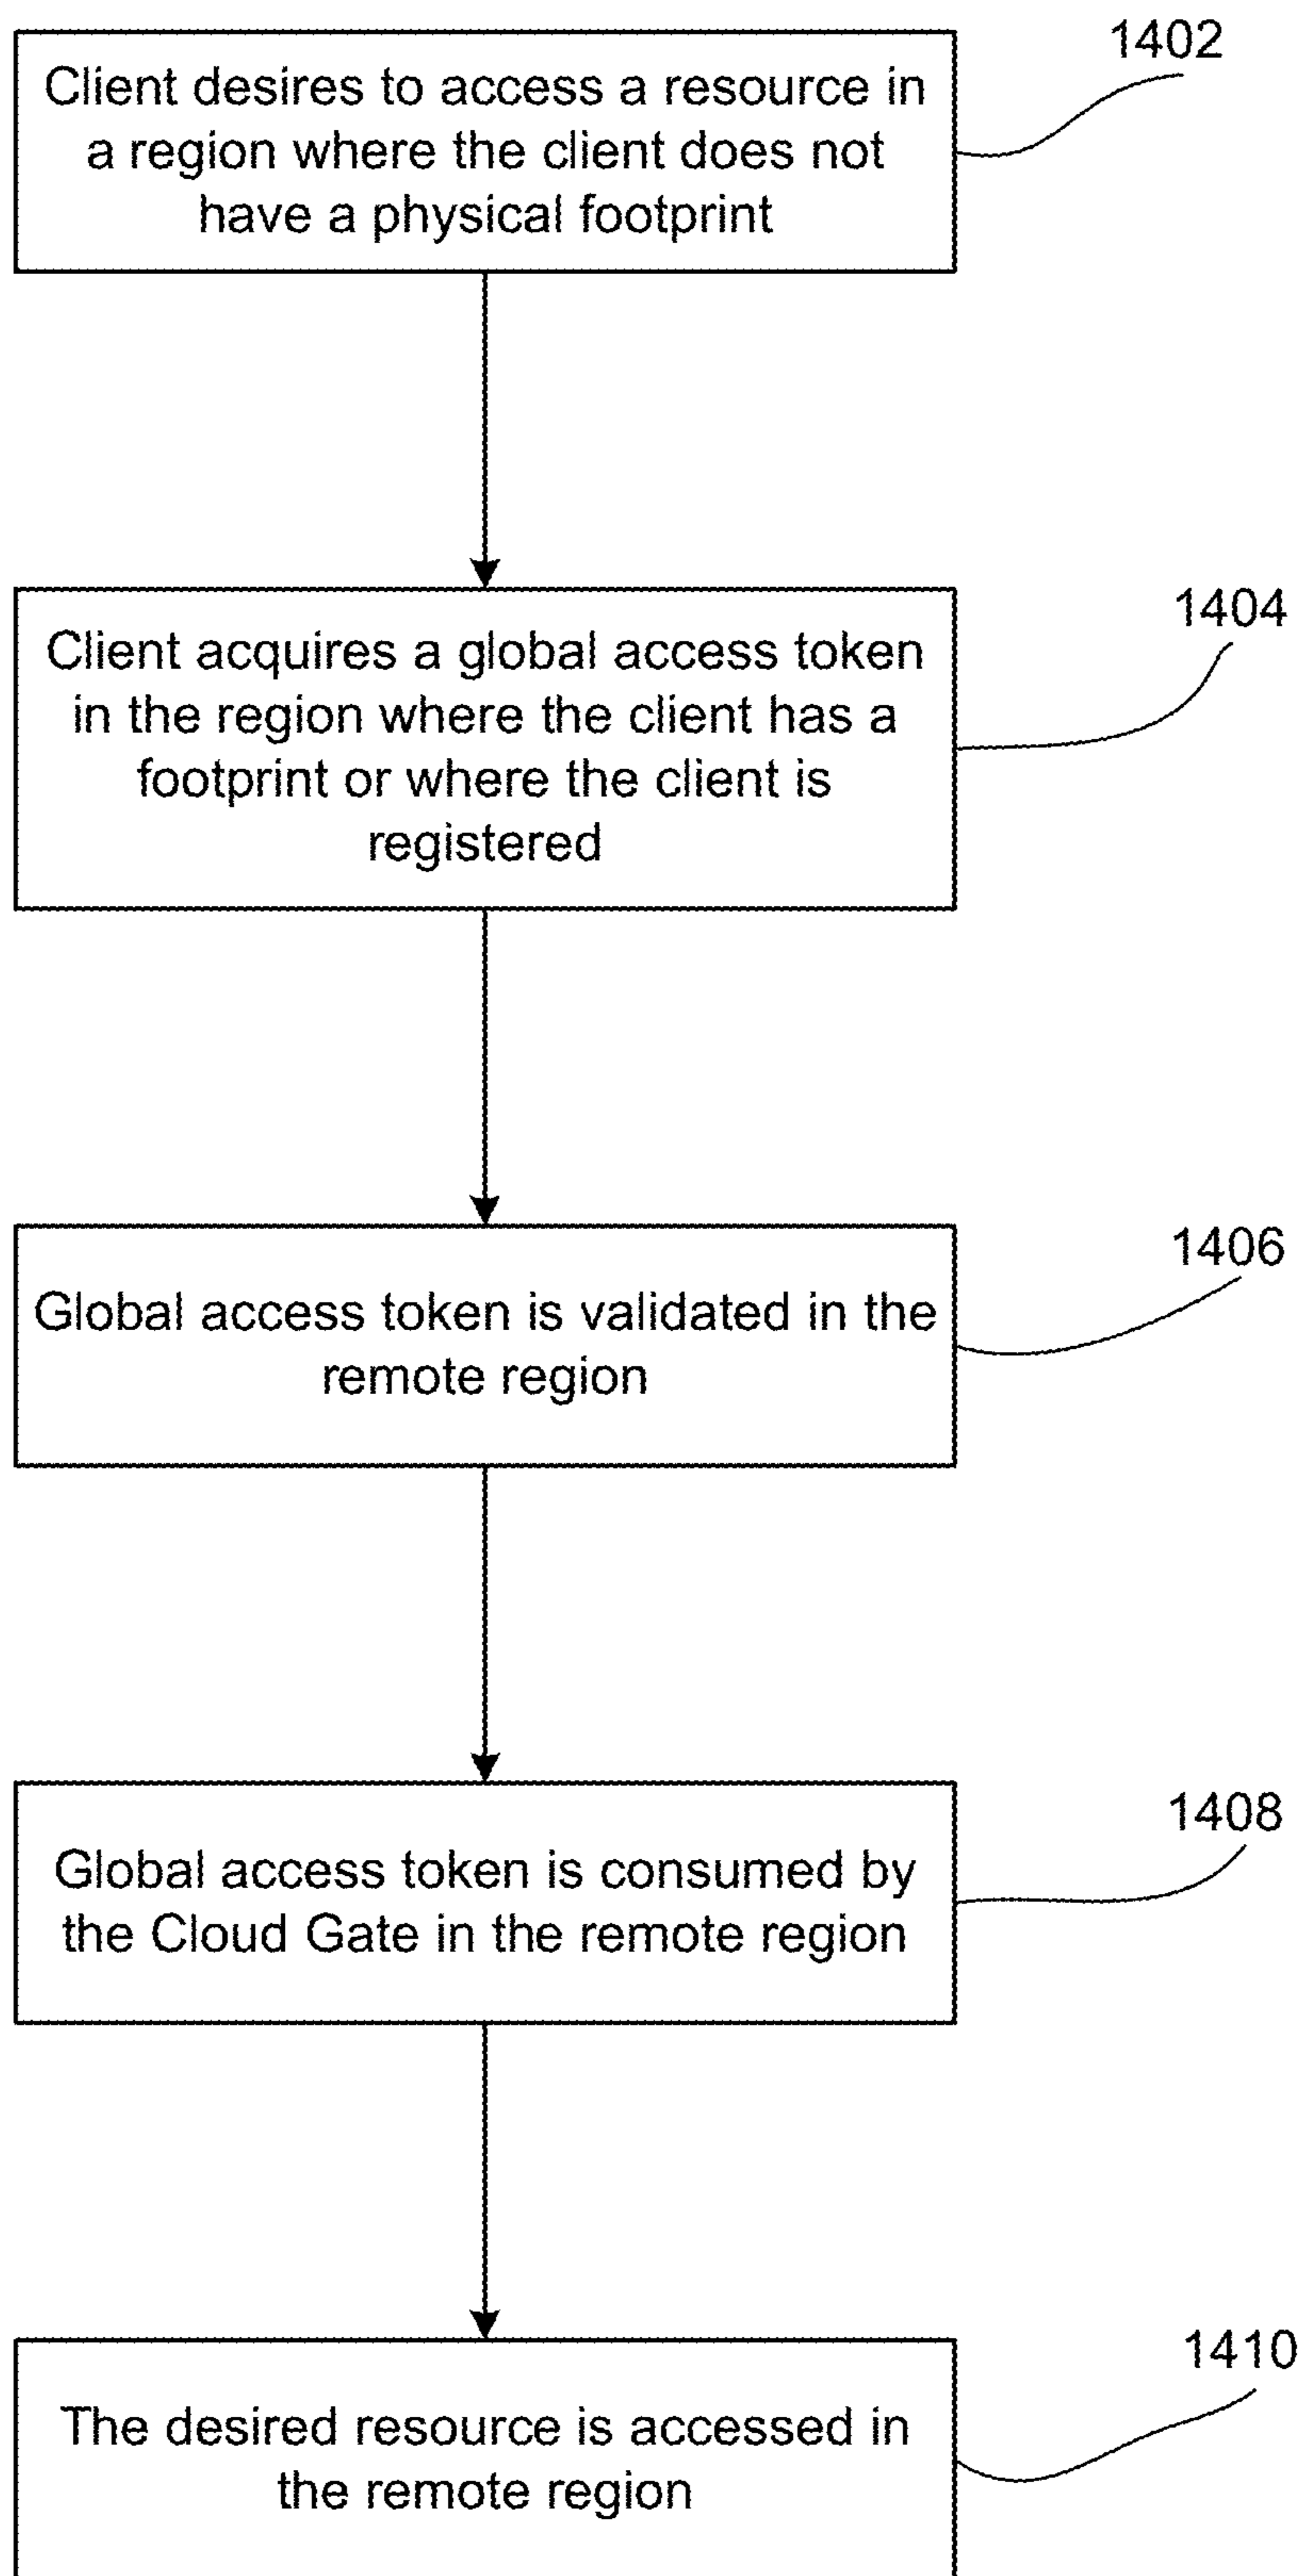 1402
Client desires to access a resource in
a region where the client does not
have a physical footprint
1404
Client acquires a global access token
in the region where the client has a
footprint or where the client is
registered
1406
Global access token is validated in the
remote region
1408
Global access token is consumed by
the Cloud Gate in the remote region
1410
The desired resource is accessed in
the remote region